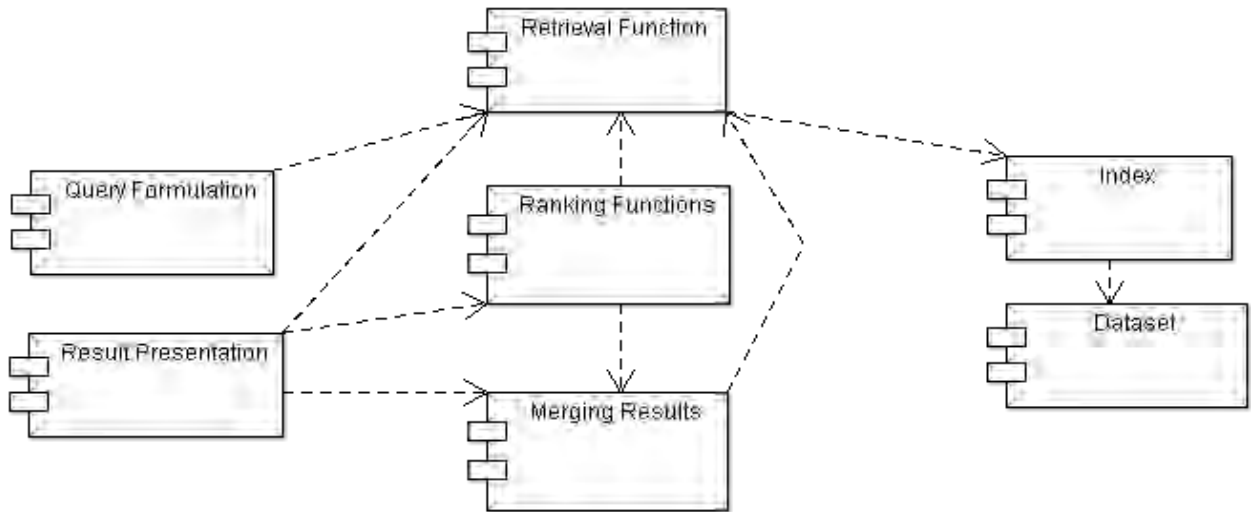 Retrieval Function
Query Formulation
Ranking Functions
Index
Result Presentation
Merging Results
Dataset